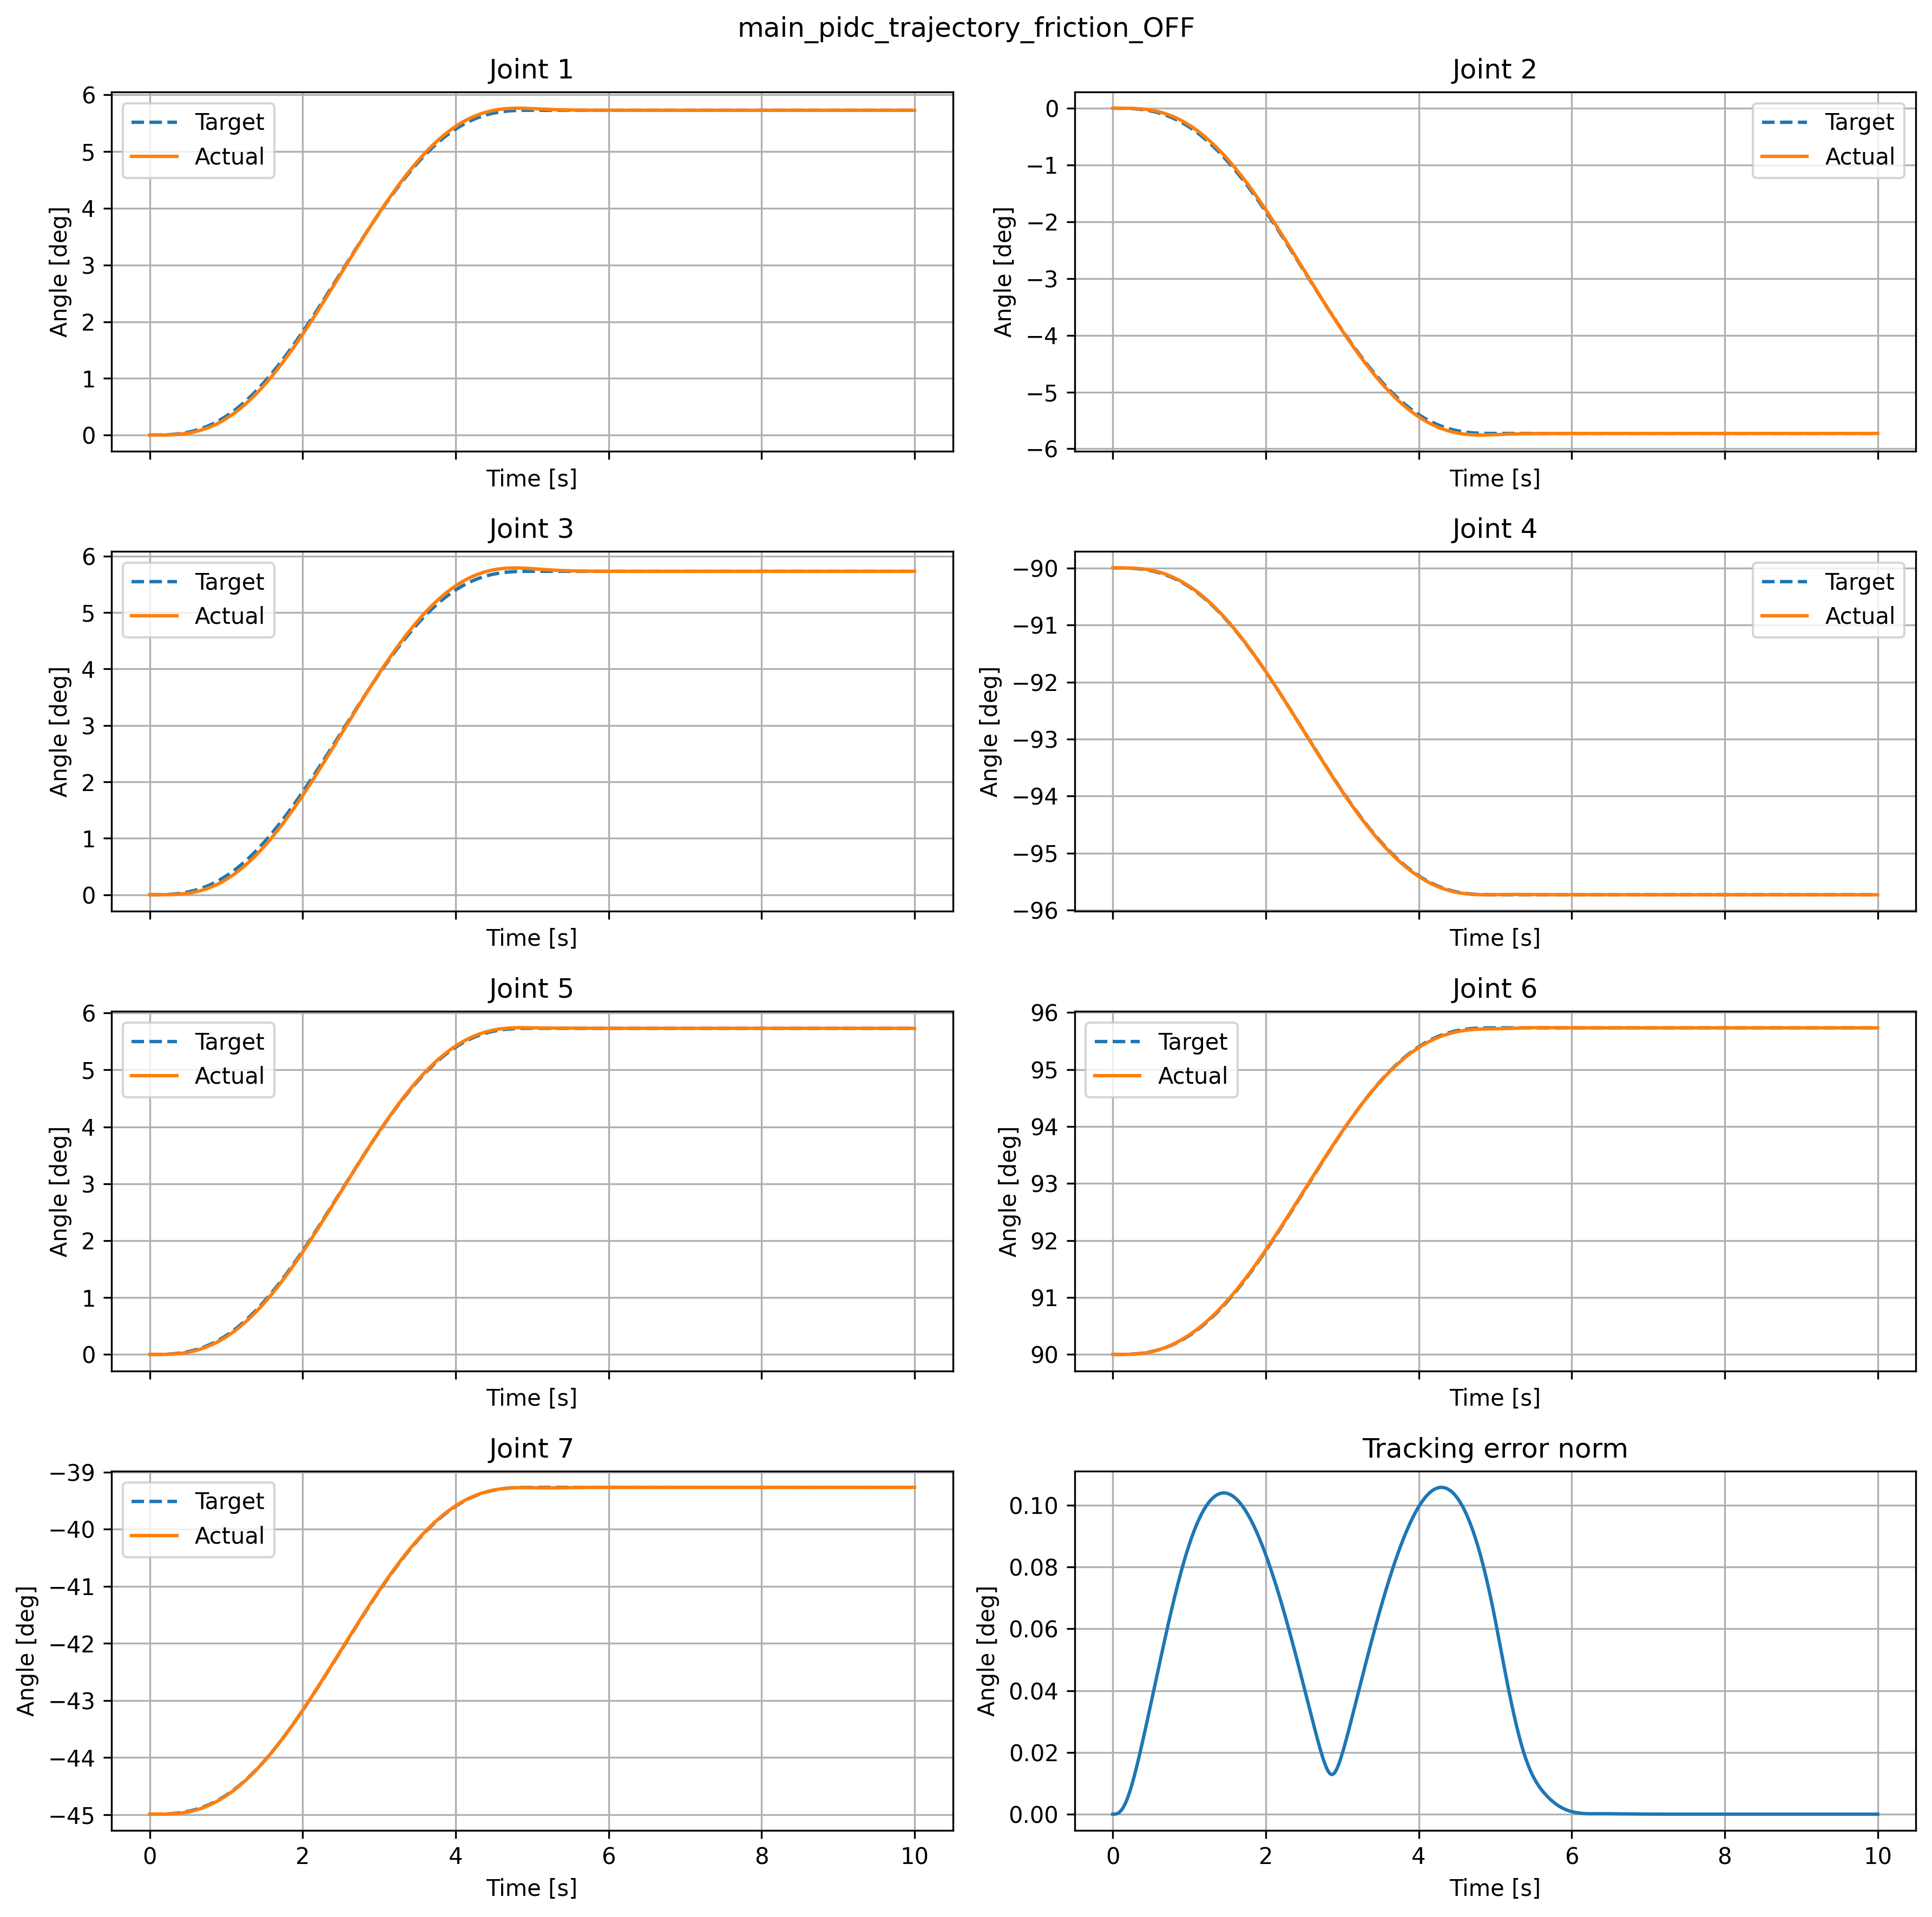 main_pidc_trajectory_friction_OFF
Joint 1
Angle [deg]
6
5
4
3
2
1
0
Target
Actual
Time [s]
Joint 2
Angle [deg]
0
−1
−2
−3
−4
−5
−6
Target
Actual
Time [s]
Joint 3
Angle [deg]
6
5
4
3
2
1
0
Target
Actual
Time [s]
Joint 4
Angle [deg]
−90
−91
−92
−93
−94
−95
−96
Target
Actual
Time [s]
Joint 5
Angle [deg]
6
5
4
3
2
1
0
Target
Actual
Time [s]
Joint 6
Angle [deg]
96
95
94
93
92
91
90
Target
Actual
Time [s]
Joint 7
Angle [deg]
−39
−40
−41
−42
−43
−44
−45
Target
Actual
0 2 4 6 8 10
Time [s]
Tracking error norm
Angle [deg]
0.10
0.08
0.06
0.04
0.02
0.00
0 2 4 6 8 10
Time [s]